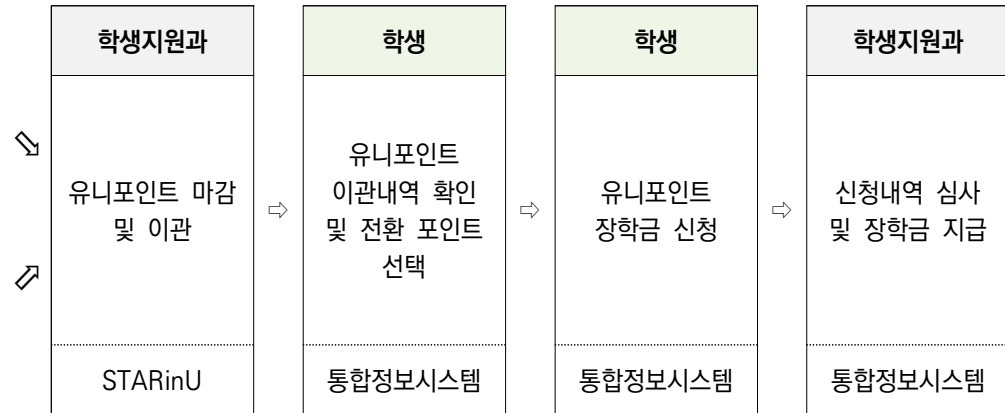 학생지원과
유니포인트 마감
및 이관
STARinU
⇨
학생
유니포인트
이관내역 확인
및 전환 포인트
선택
통합정보시스템
⇨
학생
유니포인트
장학금 신청
통합정보시스템
⇨
학생지원과
신청내역 심사
및 장학금 지급
통합정보시스템